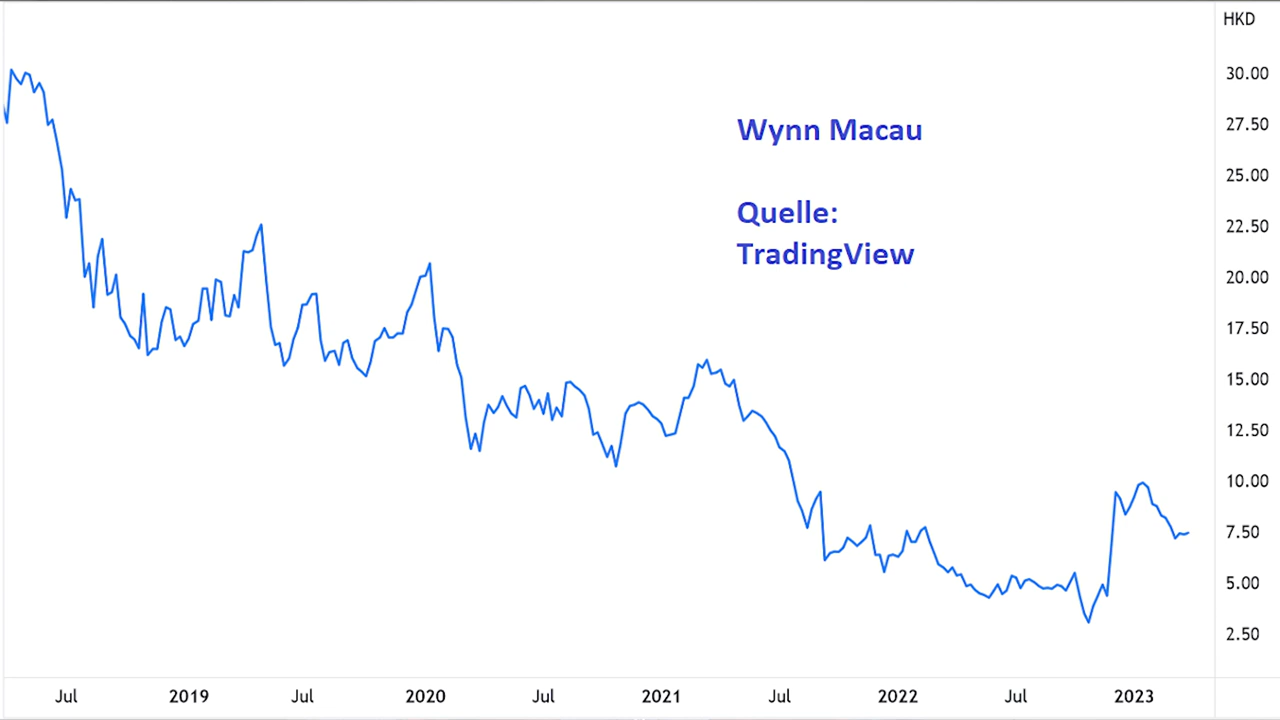 HKD
30.00
27.50
25.00
22.50
20.00
17.50
15.00
12.50
10.00
7.50
5.00
2.50
Wynn Macau
Quelle:
TradingView
Jul 2019 Jul 2020 Jul 2021 Jul 2022 Jul 2023